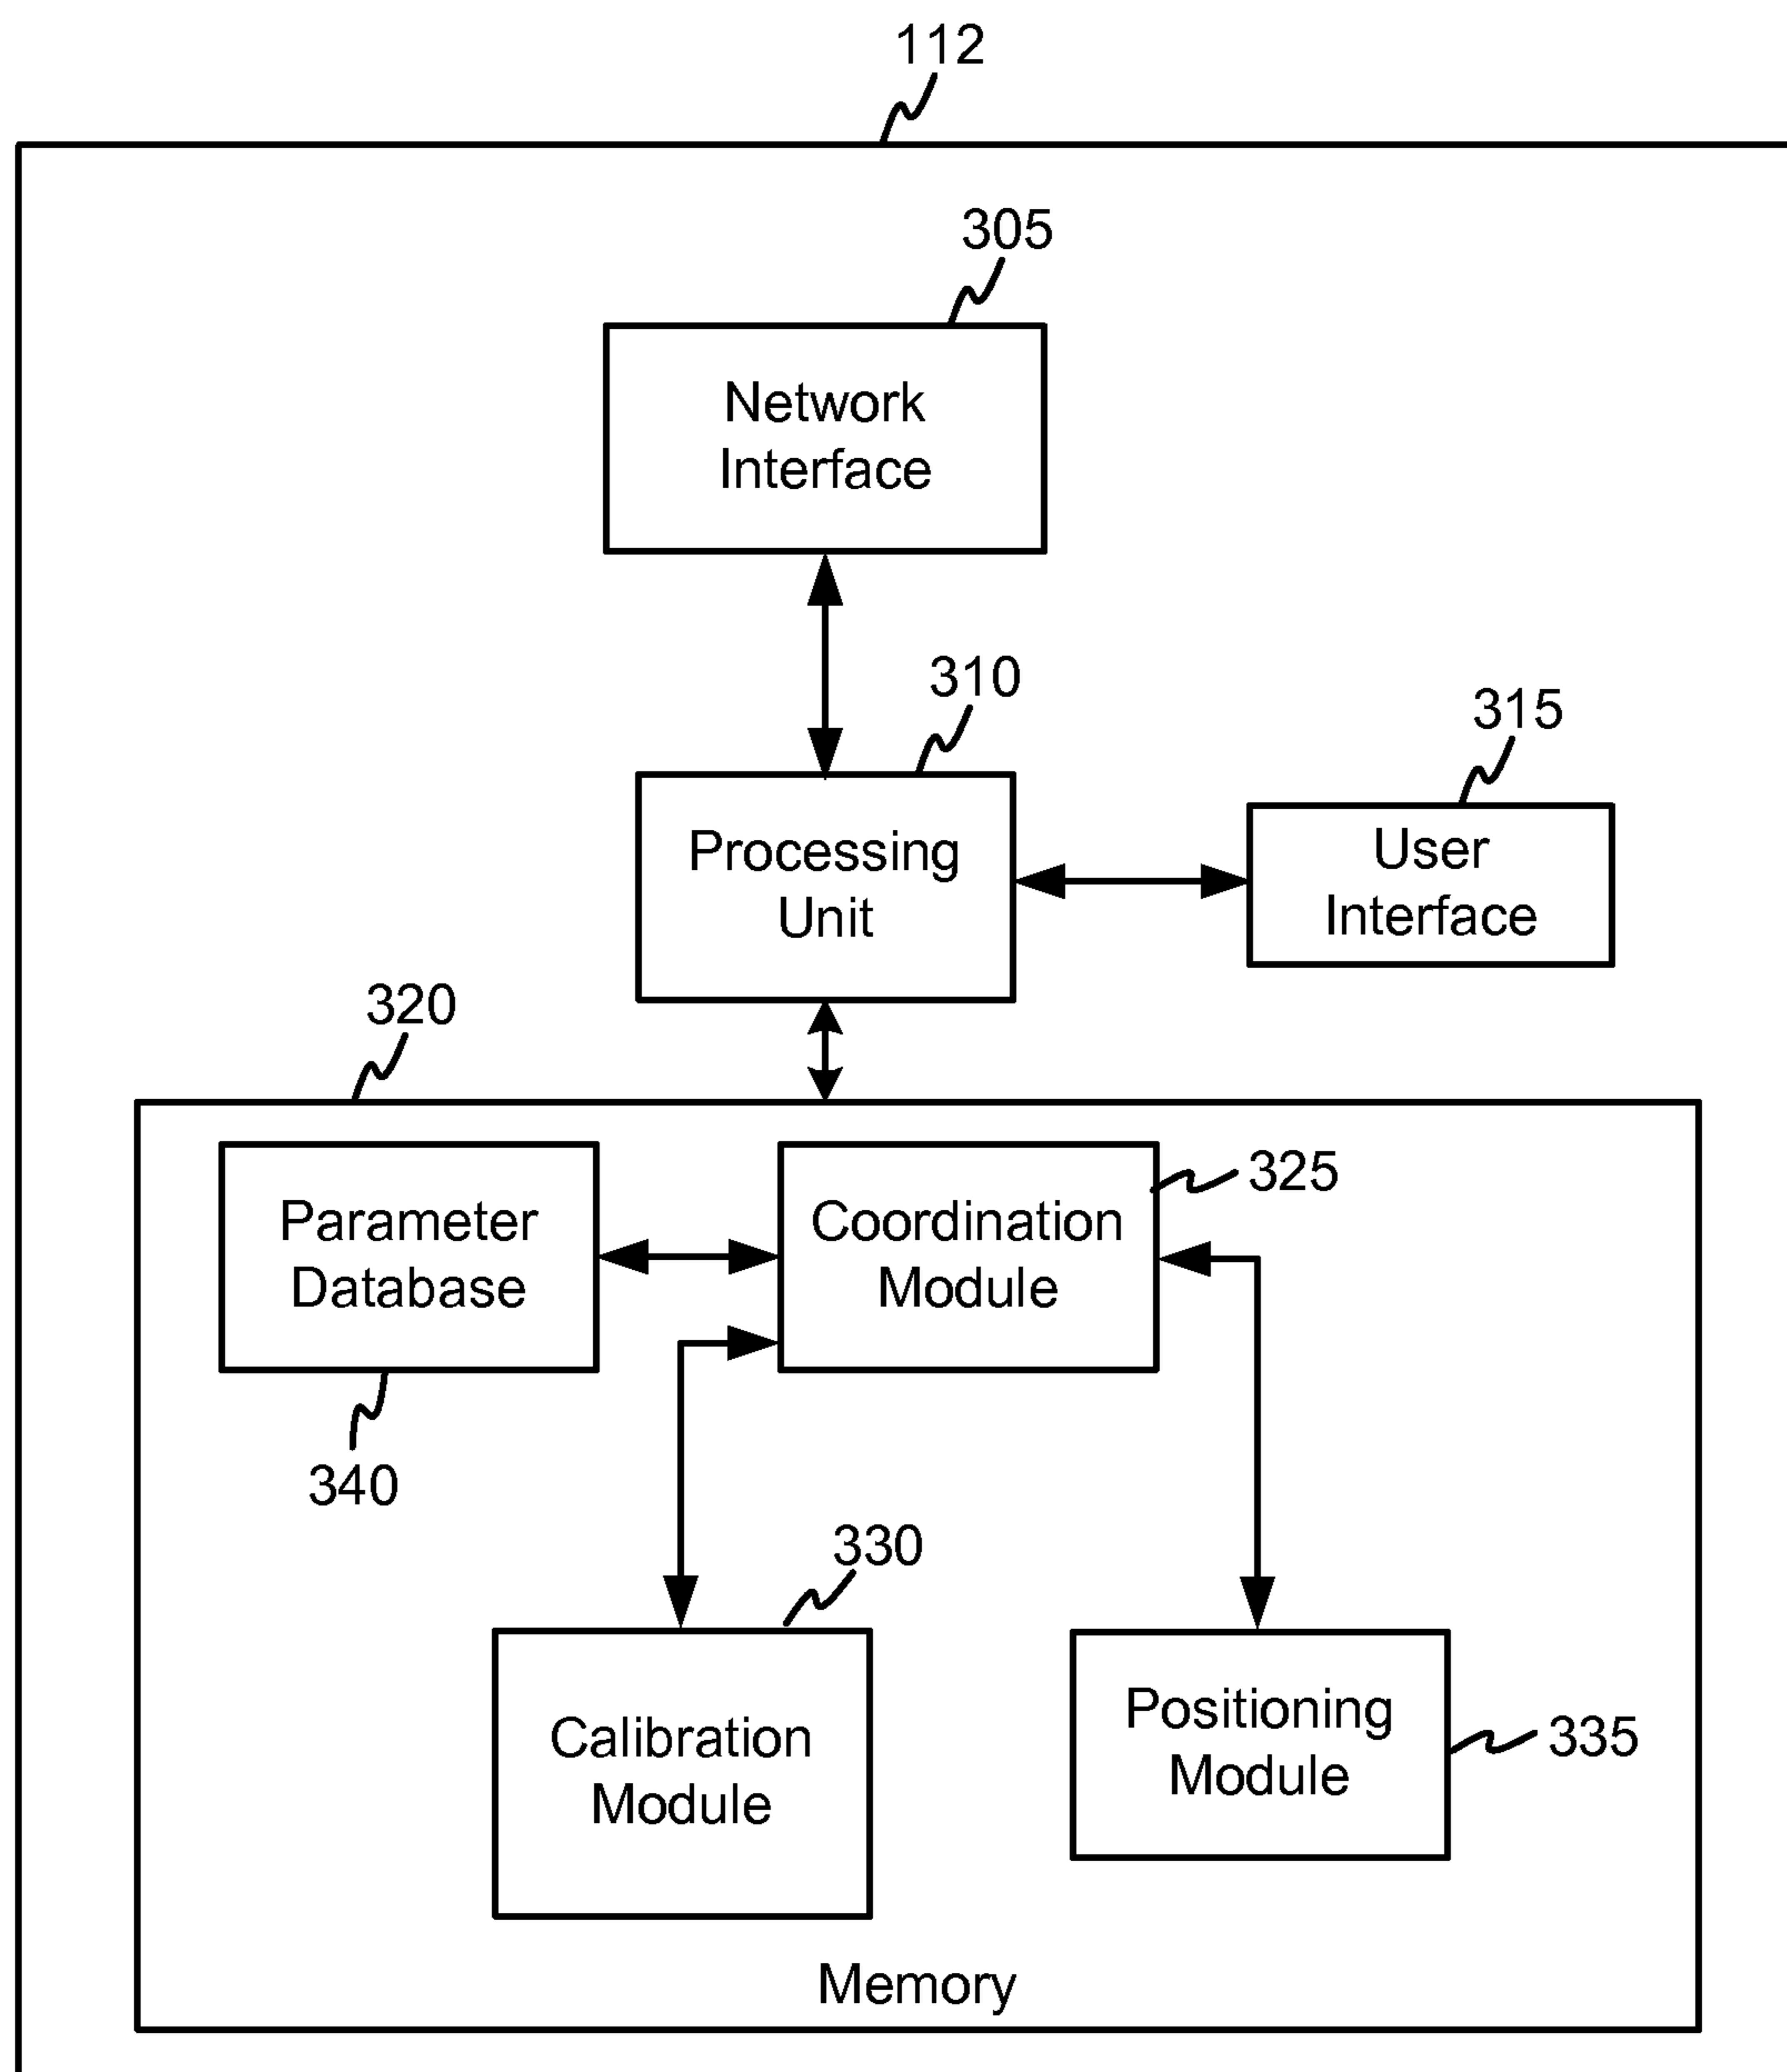 112
305
Network
Interface
310
315
Processing
Unit
User
Interface
320
325
Parameter
Database
Coordination
Module
340
330
Calibration
Module
Positioning
Module
335
Memory